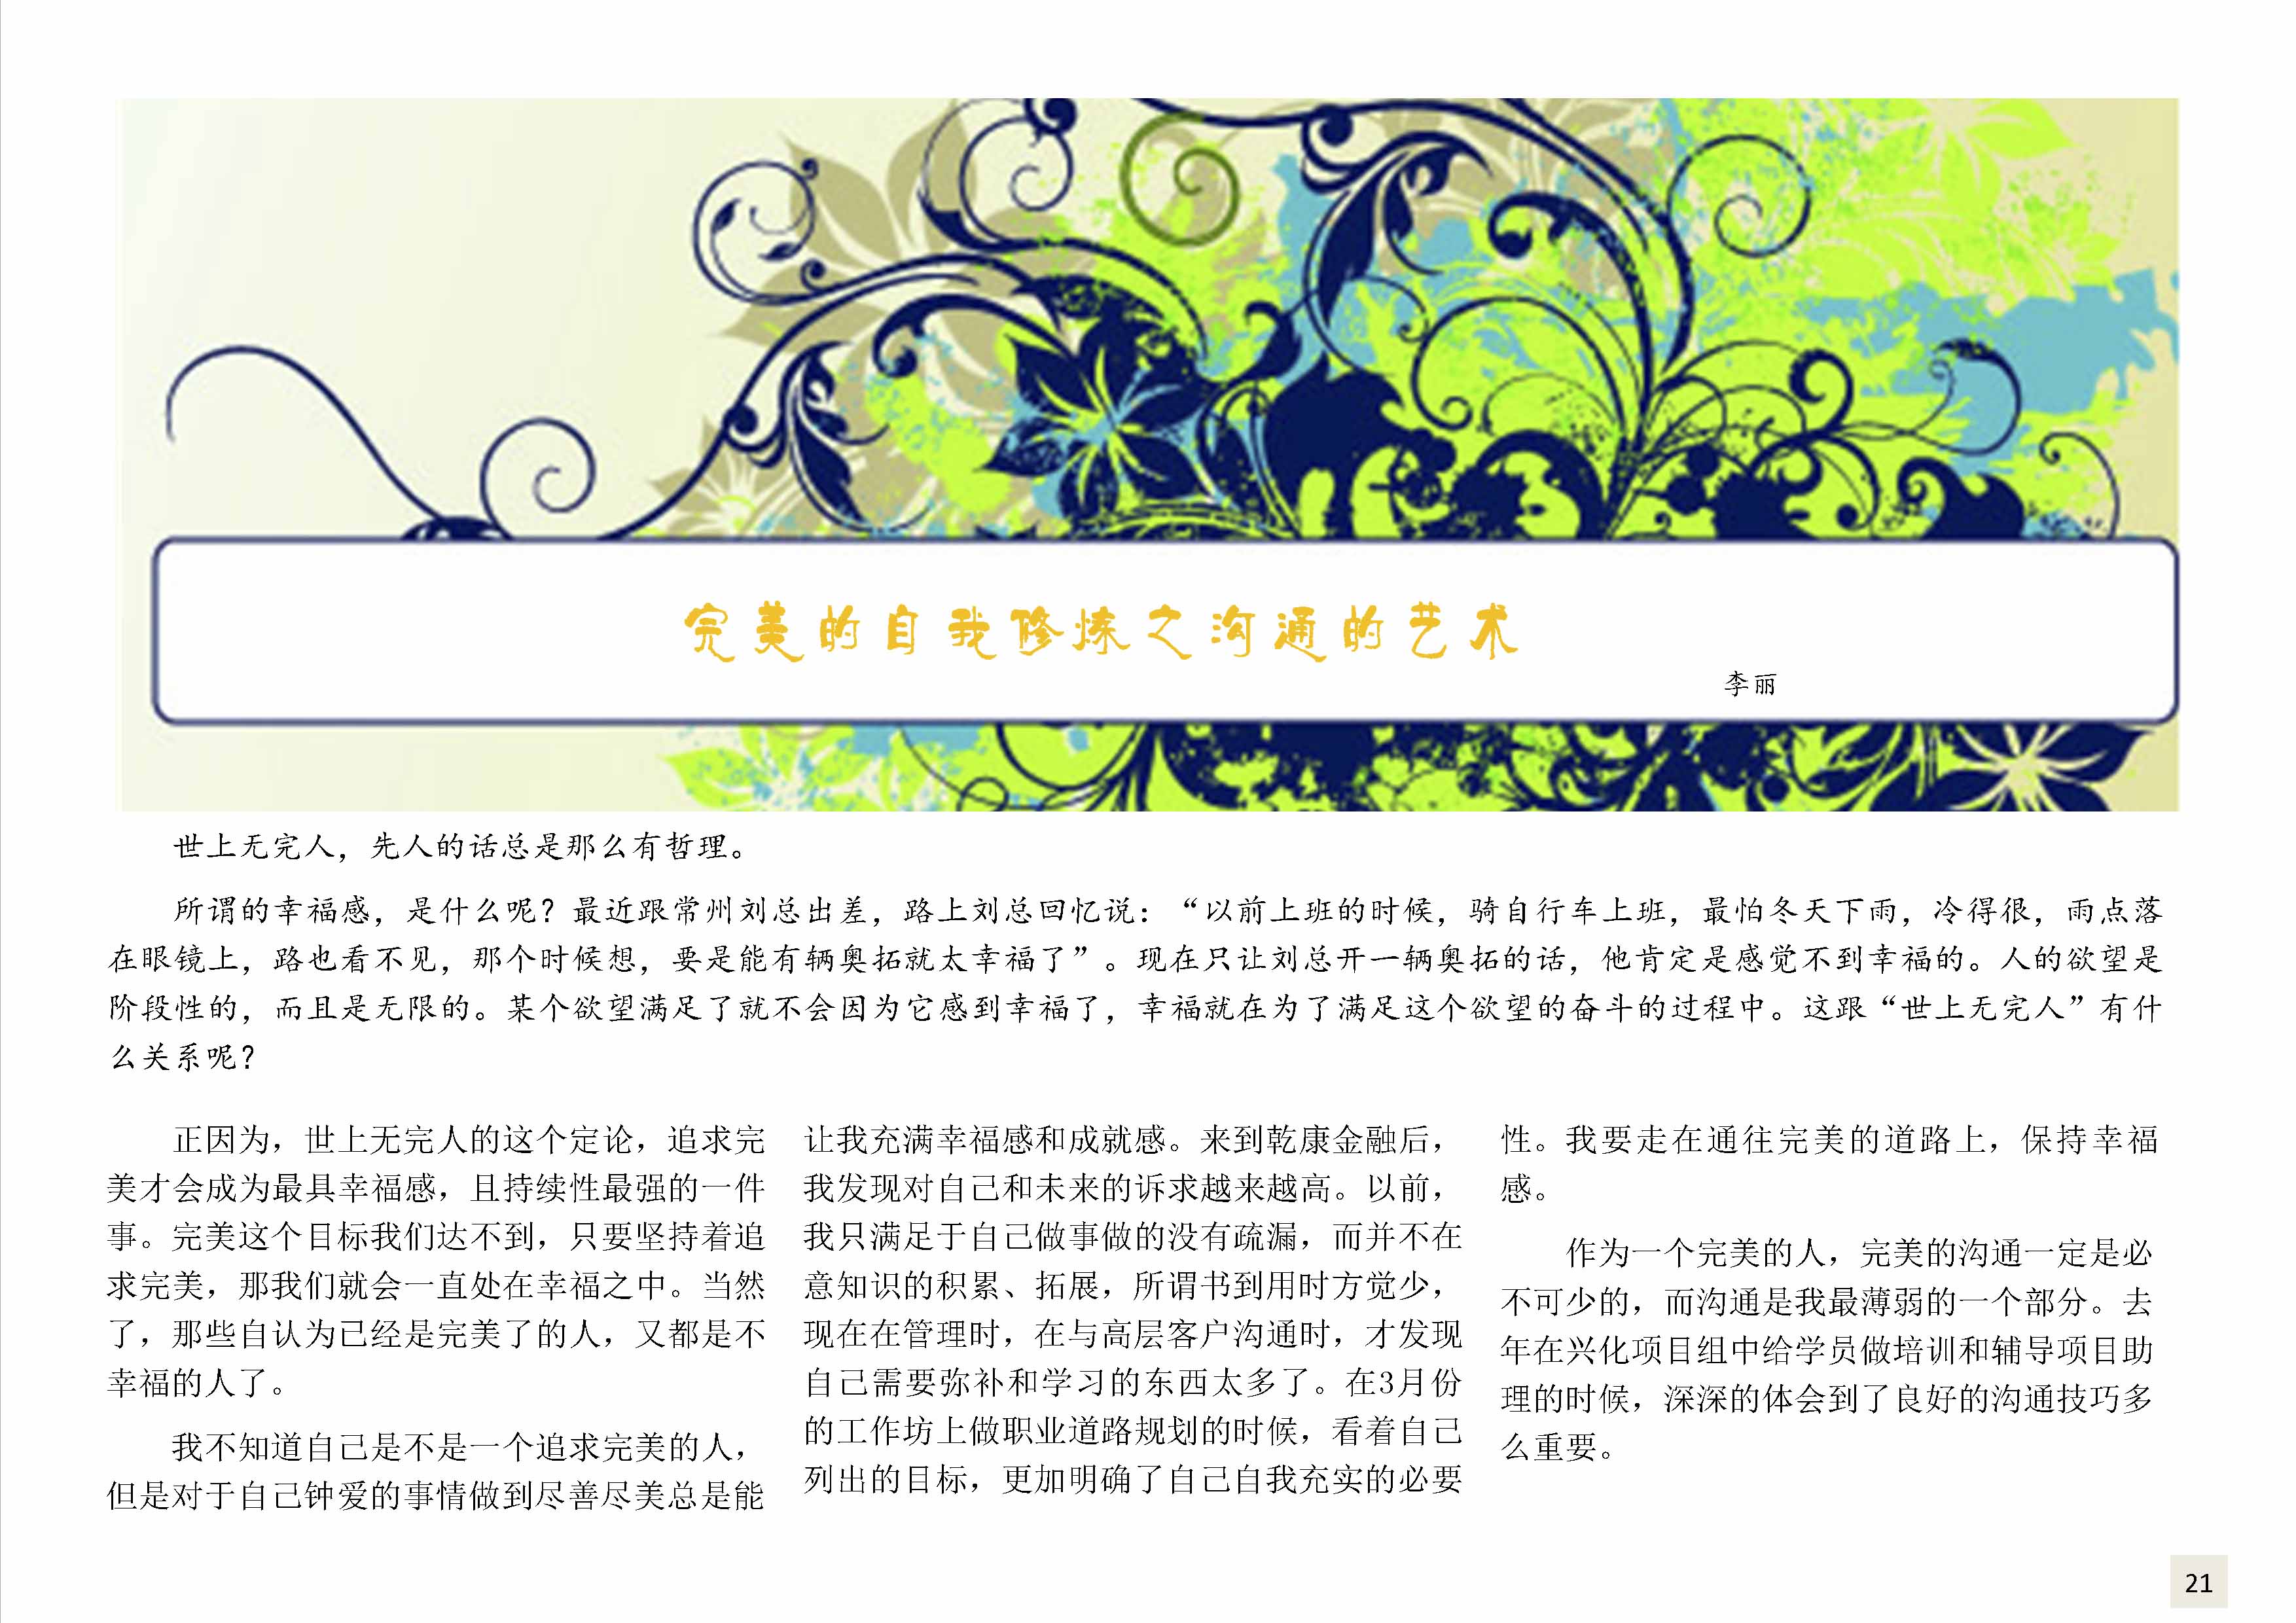 完美的自我修炼之沟通的艺术
李丽
世上无完人，先人的话总是那么有哲理。
所谓的幸福感，是什么呢？最近跟常州刘总出差，路上刘总回忆说：“以前上班的时候，骑自行车上班，最怕冬天下雨，冷得很，雨点落
在眼镜上，路也看不见，那个时候想，要是能有辆奥拓就太幸福了”。现在只让刘总开一辆奥拓的话，他肯定是感觉不到幸福的。人的欲望是
阶段性的，而且是无限的。某个欲望满足了就不会因为它感到幸福了，幸福就在为了满足这个欲望的奋斗的过程中。这跟“世上无完人”有什
么关系呢？
正因为，世上无完人的这个定论，追求完
美才会成为最具幸福感，且持续性最强的一件
事。完美这个目标我们达不到，只要坚持着追
求完美，那我们就会一直处在幸福之中。当然
了，那些自认为已经是完美了的人，又都是不
幸福的人了。
我不知道自己是不是一个追求完美的人，
但是对于自己钟爱的事情做到尽善尽美总是能
让我充满幸福感和成就感。来到乾康金融后，
我发现对自己和未来的诉求越来越高。以前，
我只满足于自己做事做的没有疏漏，而并不在
意知识的积累、拓展，所谓书到用时方觉少，
现在在管理时，在与高层客户沟通时，才发现
自己需要弥补和学习的东西太多了。在3月份
的工作坊上做职业道路规划的时候，看着自己
列出的目标，更加明确了自己自我充实的必要
性。我要走在通往完美的道路上，保持幸福
感。
作为一个完美的人，完美的沟通一定是必
不可少的，而沟通是我最薄弱的一个部分。去
年在兴化项目组中给学员做培训和辅导项目助
理的时候，深深的体会到了良好的沟通技巧多
么重要。
21